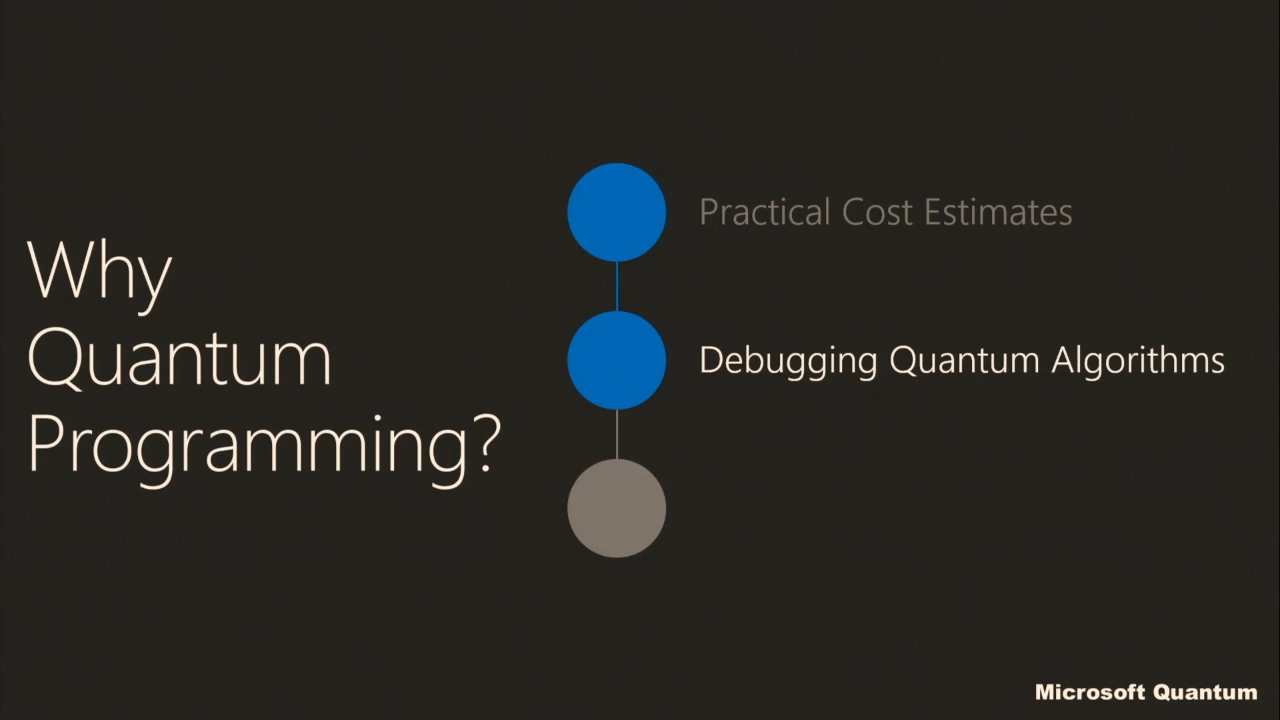 Why
Quantum
Programming?
Practical Cost Estimates
Debugging Quantum Algorithms
Microsoft Quantum